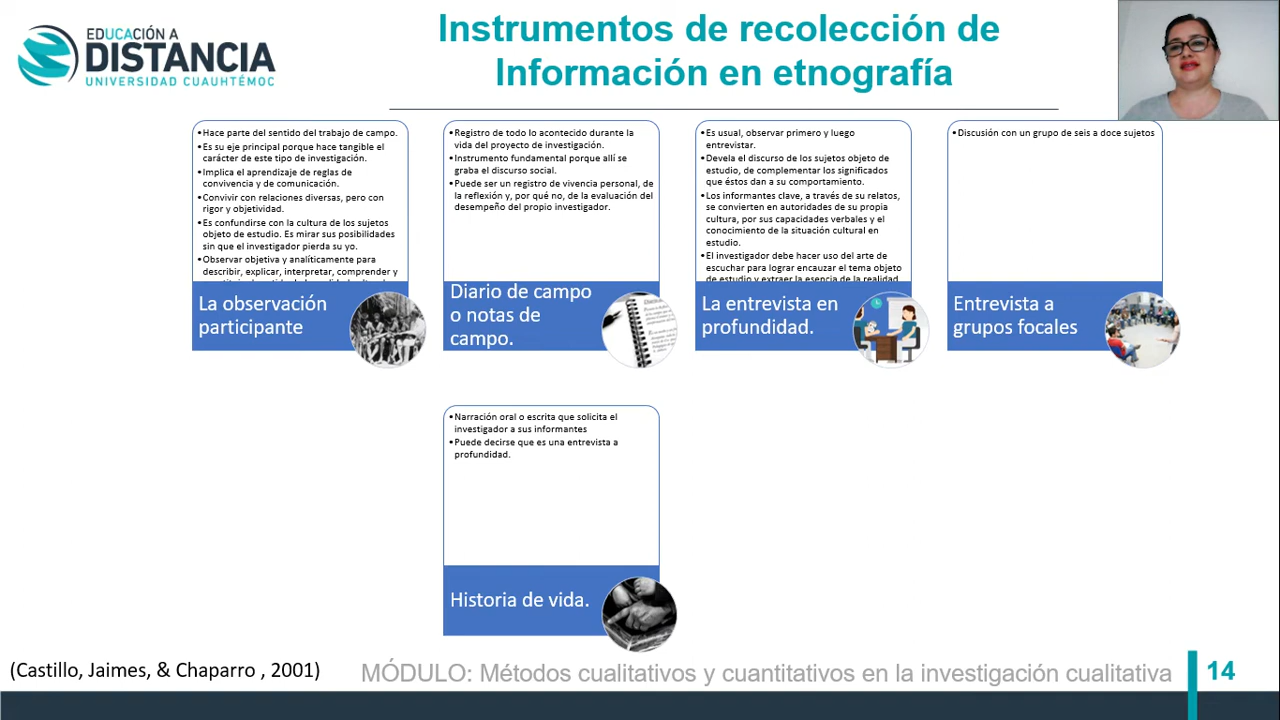 EDUCACIÓN A
DISTANCIA
UNIVERSIDAD CUAUHTÉMOC
Instrumentos de recolección de
Información en etnografía
•Hace parte del sentido del trabajo de campo.
•Es su eje principal porque hace tangible el
carácter de este tipo de investigación.
•Implica el aprendizaje de reglas de
convivencia y de comunicación.
•Convivir con relaciones diversas, pero con
rigor y objetividad.
•Es confundirse con la cultura de los sujetos
objeto de estudio. Es mirar sus posibilidades
sin que el investigador pierda su yo.
•Observar objetiva y analíticamente para
describir, explicar, interpretar, comprender y
La observación
participante
•Registro de todo lo acontecido durante la
vida del proyecto de investigación.
•Instrumento fundamental porque allí se
graba el discurso social.
•Puede ser un registro de vivencia personal, de
la reflexión y, por qué no, de la evaluación del
desempeño del propio investigador.
Diario de campo
o notas de
campo.
•Es usual, observar primero y luego
entrevistar.
•Devela el discurso de los sujetos objeto de
estudio, de complementar los significados
que éstos dan a su comportamiento.
•Los informantes clave, a través de su relatos,
se convierten en autoridades de su propia
cultura, por sus capacidades verbales y el
conocimiento de la situación cultural en
estudio.
•El investigador debe hacer uso del arte de
escuchar para lograr encauzar el tema objeto
de estudio y extraer la esencia de la realidad
La entrevista en
profundidad.
•Discusión con un grupo de seis a doce sujetos
Entrevista a
grupos focales
•Narración oral o escrita que solicita el
investigador a sus informantes
•Puede decirse que es una entrevista a
profundidad.
Historia de vida.
(Castillo, Jaimes, & Chaparro , 2001)
MÓDULO: Métodos cualitativos y cuantitativos en la investigación cualitativa
14